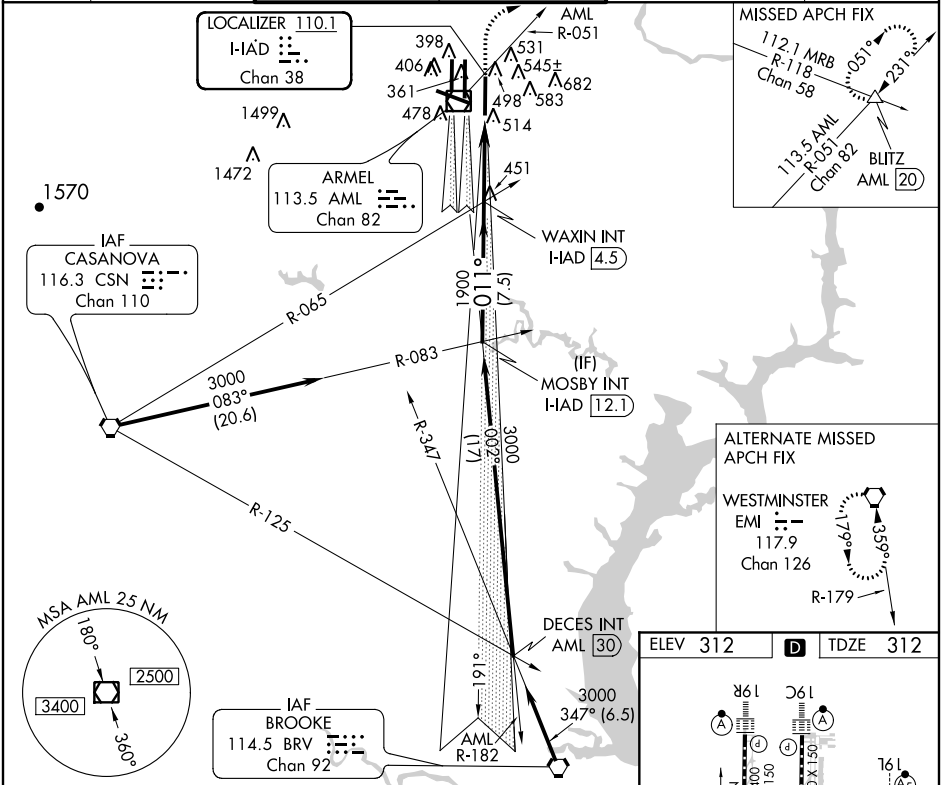 LOCALIZER 110.1
I-IAD
Chan 38
398
406
361
478
AML
R-051
531
545±
682
583
498
514
451
1499
1472
1570
ARMEL
113.5 AML
Chan 82
MISSED APCH FIX
112.1 MRB
R-118
Chan 58
051°
231°
113.5 AML
R-051
Chan 82
BLITZ
AML 20
WAXIN INT
I-IAD 4.5
IAF
CASANOVA
116.3 CSN
Chan 110
R-065
1900
011°
(7.5)
R-083
3000
083°
(20.6)
(IF)
MOSBY INT
I-IAD 12.1
R-347
3000
002°
(17)
R-125
ALTERNATE MISSED
APCH FIX
WESTMINSTER
EMI
117.9
Chan 126
179°
359°
R-179
MSA AML 25 NM
180°
2500
3400
360°
DECES INT
AML 30
191°
AML
R-182
3000
347° (6.5)
IAF
BROOKE
114.5 BRV
Chan 92
ELEV 312
D
TDZE 312
19R
19C
19L
A
A
P
P
X 150